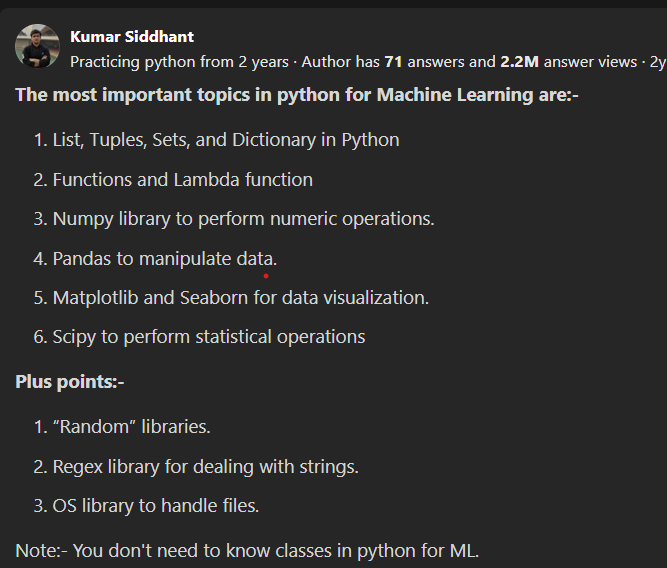 Kumar Siddhant
Practicing python from 2 years · Author has 71 answers and 2.2M answer views · 2y
The most important topics in python for Machine Learning are:-
1. List, Tuples, Sets, and Dictionary in Python
2. Functions and Lambda function
3. Numpy library to perform numeric operations.
4. Pandas to manipulate data.
5. Matplotlib and Seaborn for data visualization.
6. Scipy to perform statistical operations
Plus points:-
1. “Random” libraries.
2. Regex library for dealing with strings.
3. OS library to handle files.
Note:- You don't need to know classes in python for ML.